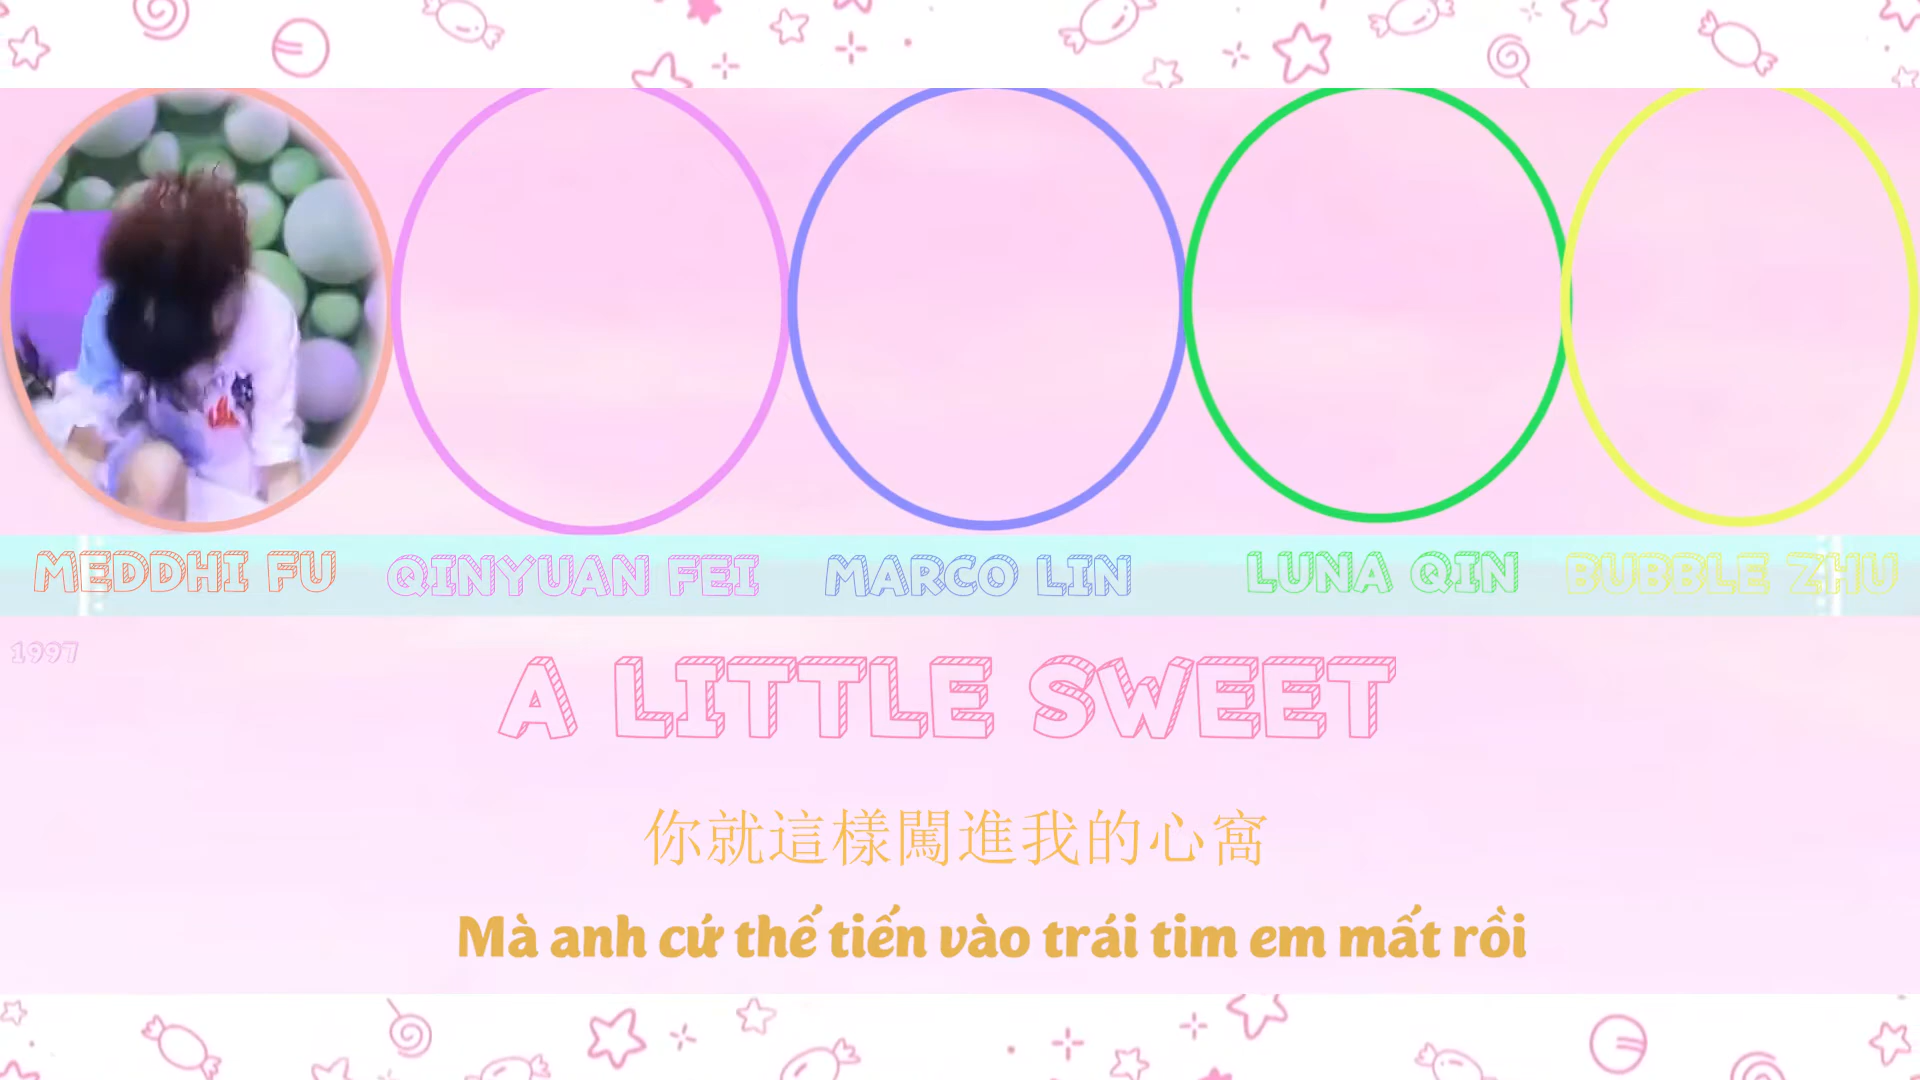 MEDDHI FU
QINYUAN FEI
MARCO LIN
LUNA QIN
BUBBLE ZHU
1997
A LITTLE SWEET
你就這樣闖進我的心窩
Mà anh cứ thế tiến vào trái tim em mất rồi